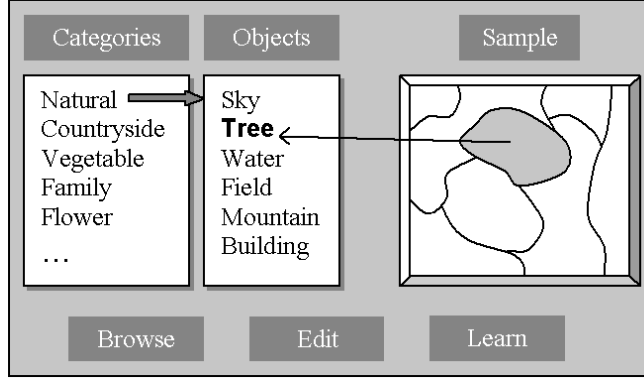 Categories
Objects
Sample
Natural
Countryside
Vegetable
Family
Flower
...
Sky
Tree
Water
Field
Mountain
Building
Browse
Edit
Learn